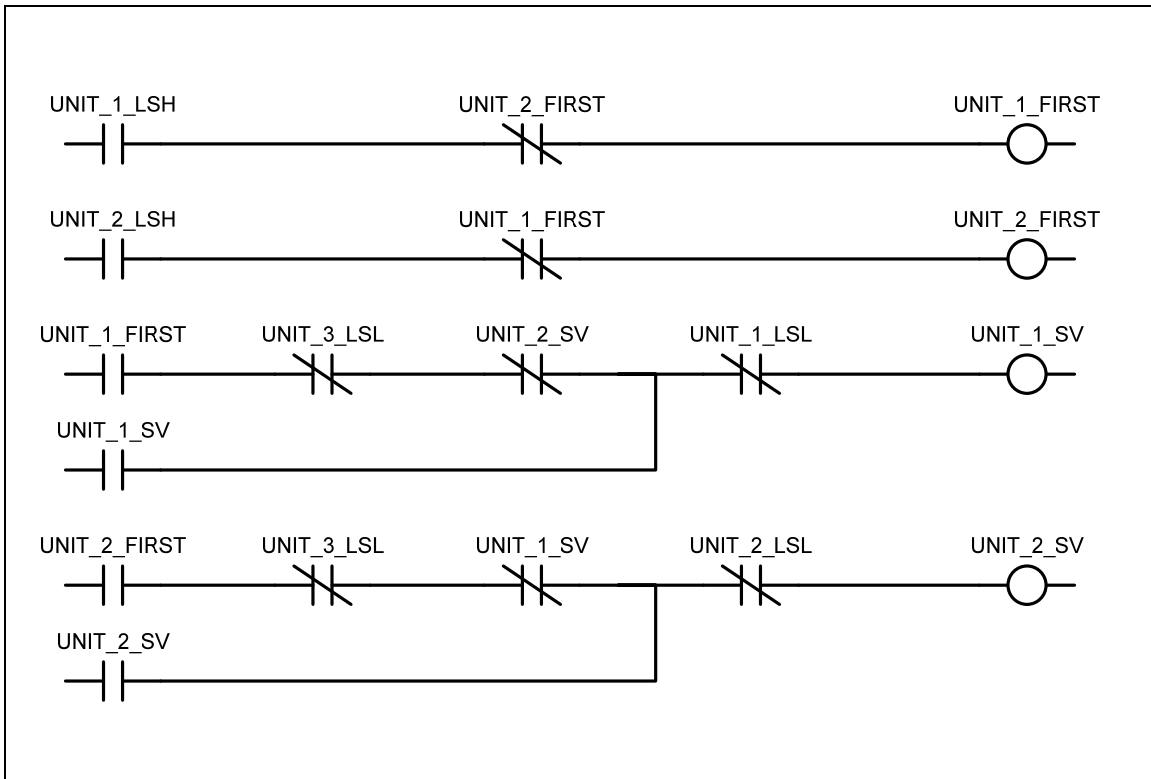 UNIT_1_LSH UNIT_2_FIRST UNIT_1_FIRST
UNIT_2_LSH UNIT_1_FIRST UNIT_2_FIRST
UNIT_1_FIRST UNIT_3_LSL UNIT_2_SV UNIT_1_LSL UNIT_1_SV
UNIT_1_SV
UNIT_2_FIRST UNIT_3_LSL UNIT_1_SV UNIT_2_LSL UNIT_2_SV
UNIT_2_SV